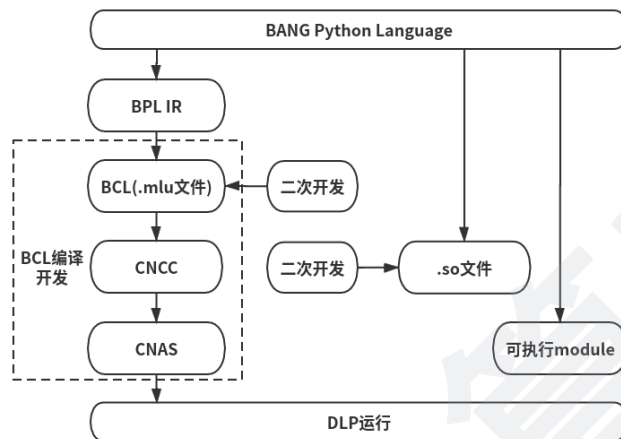 BANG Python Language
BPL IR
BCL(.mlu文件)
二次开发
BCL编译
开发
CNCC
二次开发
.so文件
CNAS
可执行module
DLP运行